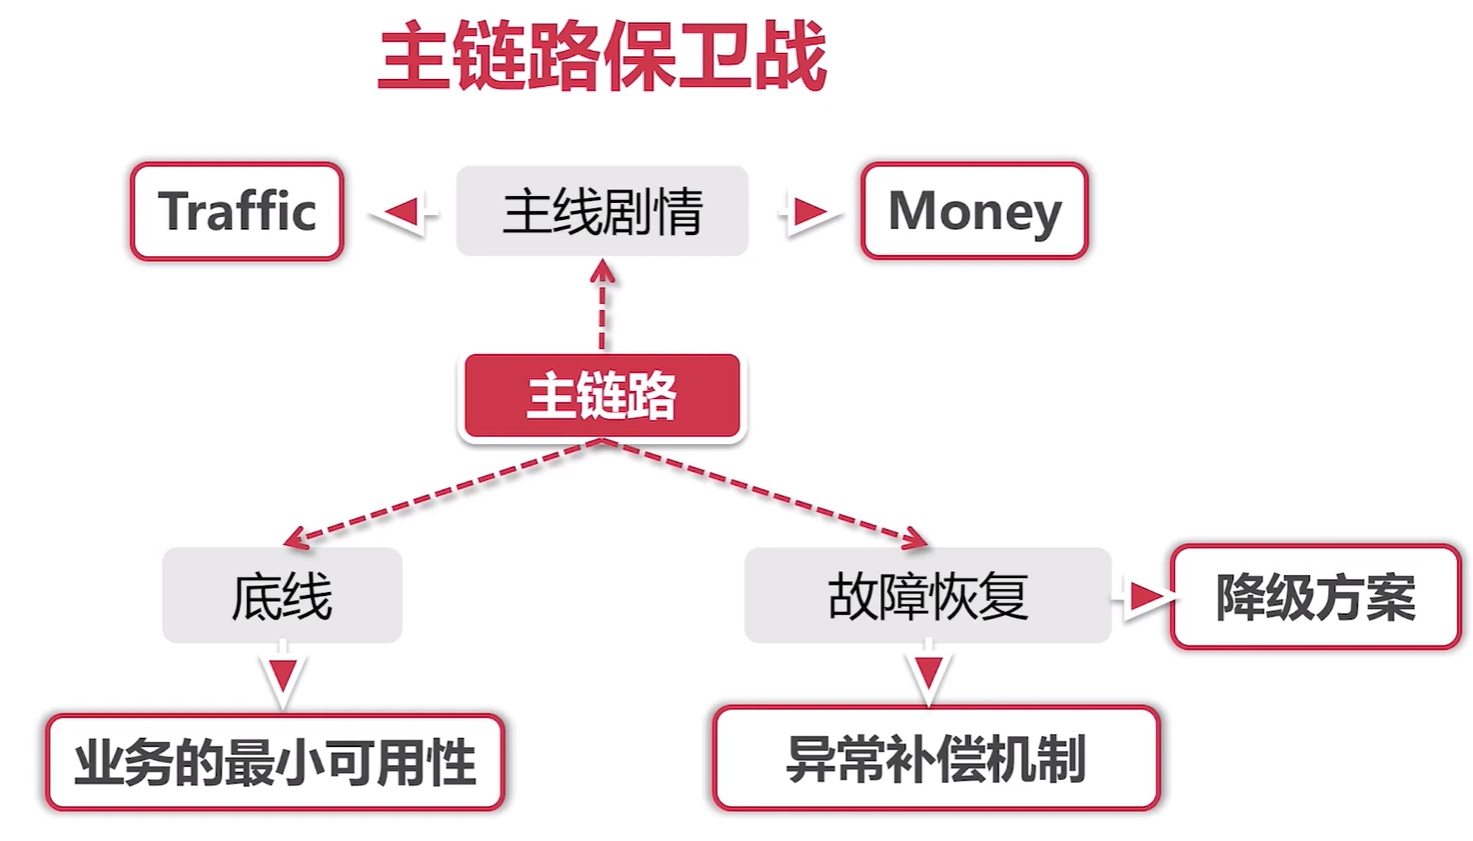 主链路保卫战
Traffic
主线剧情
Money
主链路
底线
故障恢复
降级方案
业务的最小可用性
异常补偿机制